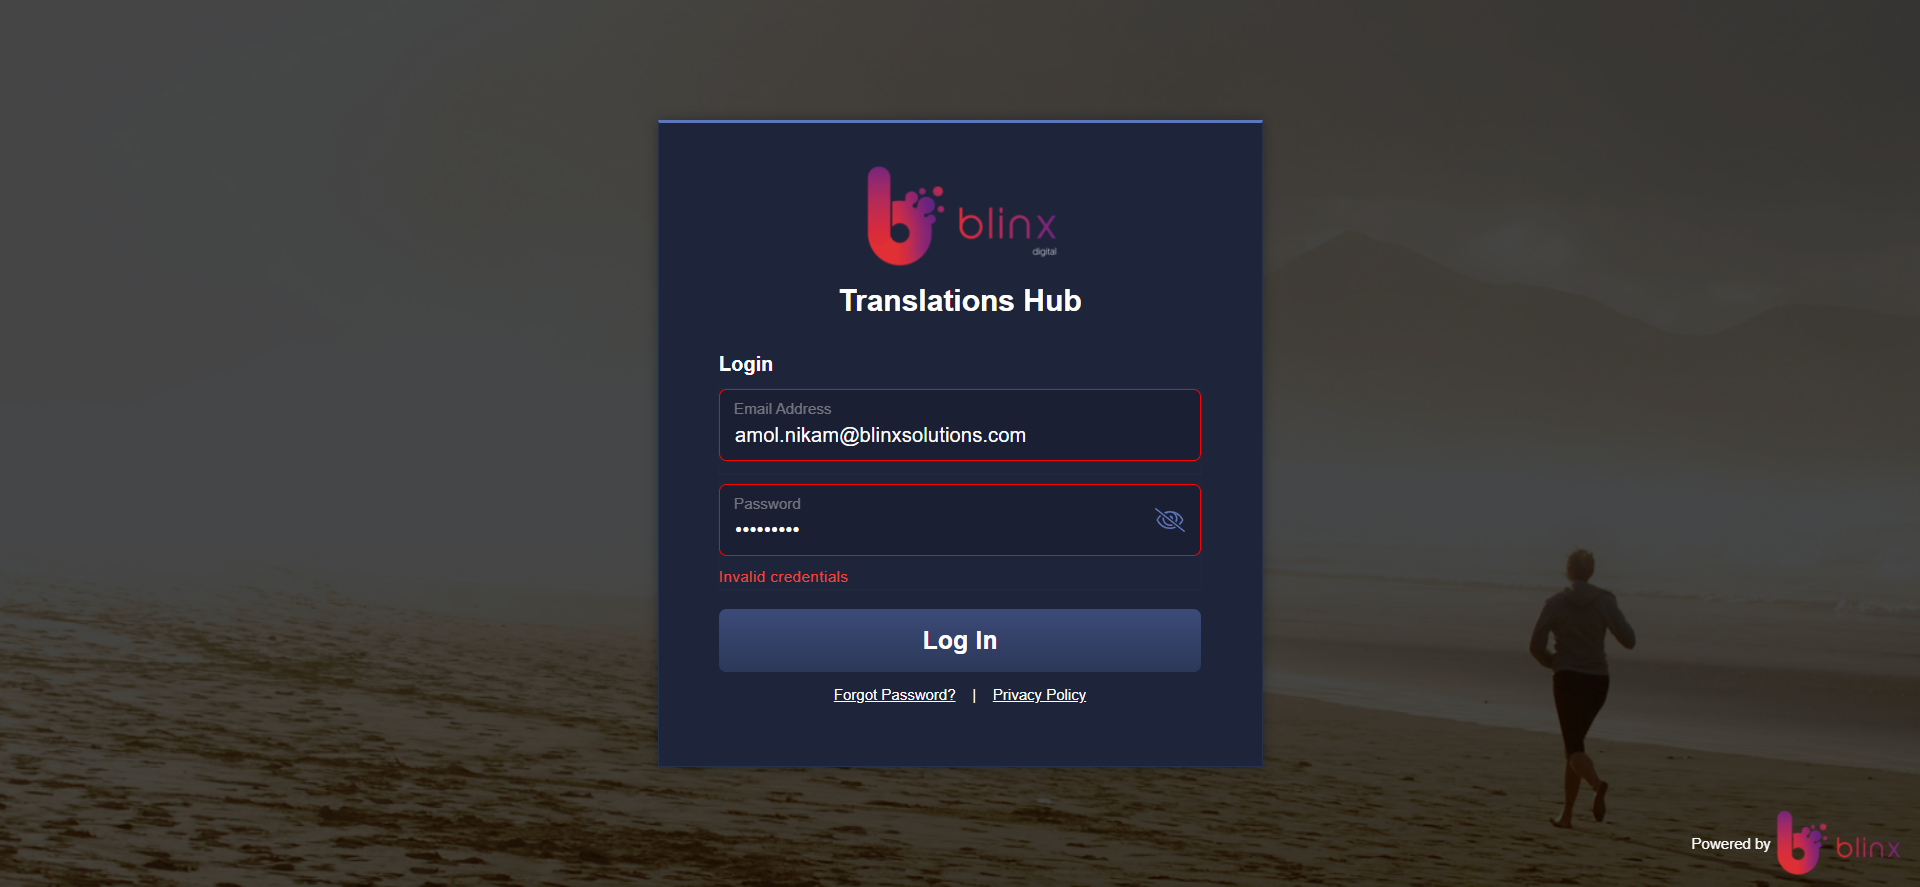 blinx
digital
Translations Hub
Login
Email Address
amol.nikam@blinxsolutions.com
Password
•••••••••
Invalid credentials
Log In
Forgot Password? | Privacy Policy
Powered by blinx